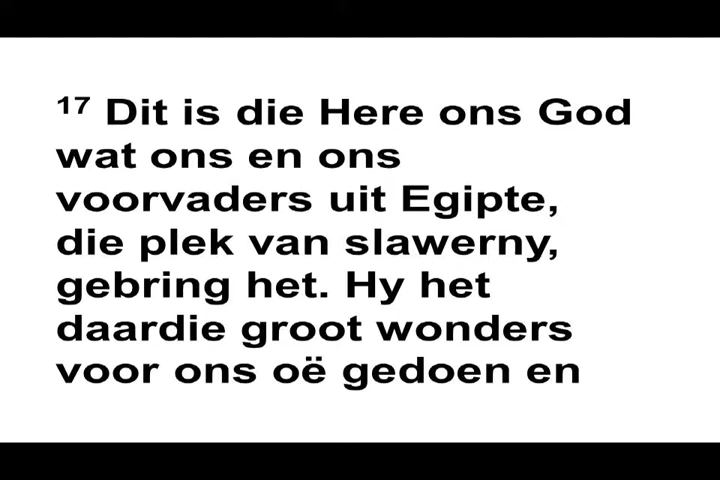 17 Dit is die Here ons God
wat ons en ons
voorvaders uit Egipte,
die plek van slawerny,
gebring het. Hy het
daardie groot wonders
voor ons oë gedoen en